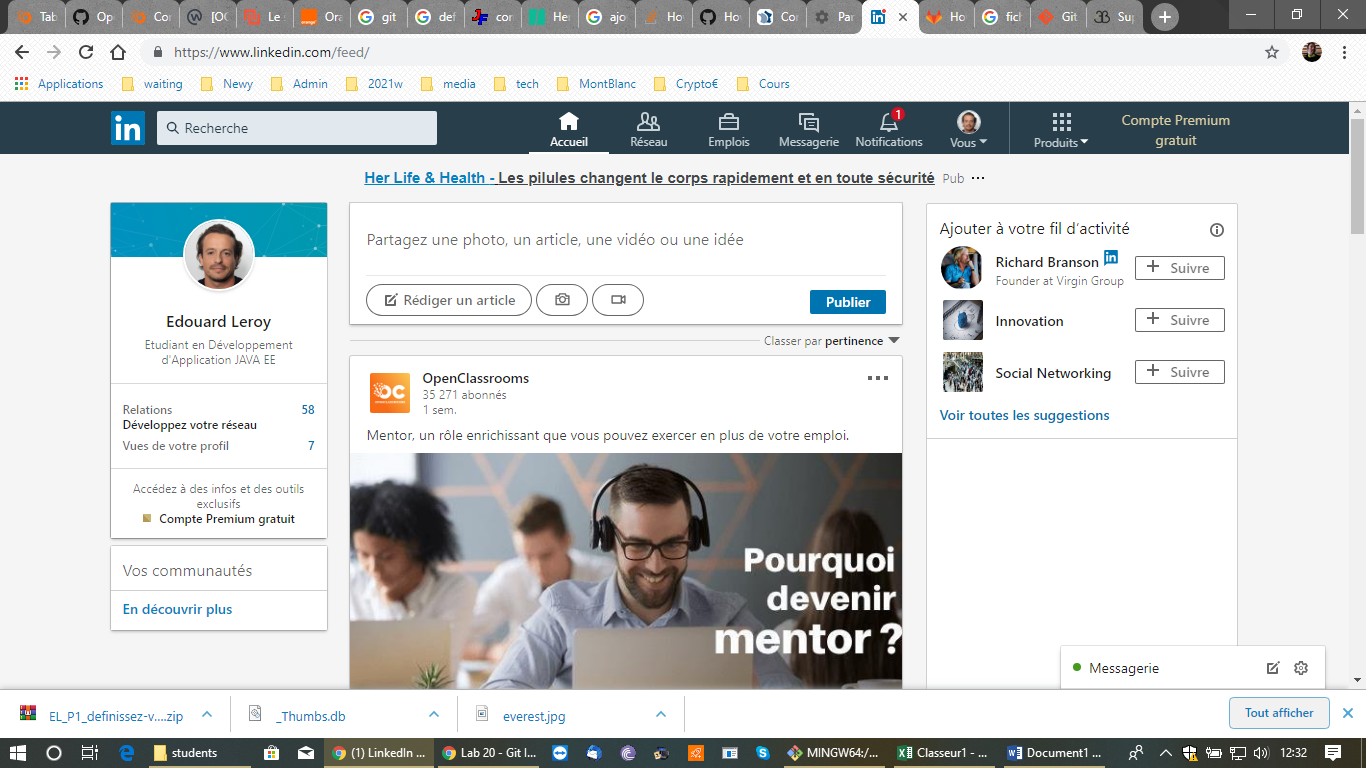 Tab
Op
Cor
[OC
Le
Ora
git
def
cor
Her
ajo
Ho
Ho
Cor
Par
Ho
fich
Git
Sup
https://www.linkedin.com/feed/
Applications
waiting
Newy
Admin
2021w
media
tech
MontBlanc
Crypto€
Cours
in
Recherche
Accueil
Réseau
Emplois
Messagerie
1
Notifications
Vous
Produits
Compte Premium
gratuit
Her Life & Health - Les pilules changent le corps rapidement et en toute sécurité Pub
Edouard Leroy
Etudiant en Développement
d'Application JAVA EE
Relations 58
Développez votre réseau
Vues de votre profil 7
Accédez à des infos et des outils
exclusifs
Compte Premium gratuit
Vos communautés
En découvrir plus
Partagez une photo, un article, une vidéo ou une idée
Rédiger un article
Publier
Classer par pertinence
OC
OpenClassrooms
35 271 abonnés
1 sem.
Mentor, un rôle enrichissant que vous pouvez exercer en plus de votre emploi.
Pourquoi
devenir
mentor ?
Ajouter à votre fil d'activité
Richard Branson in
Founder at Virgin Group
+ Suivre
Innovation
+ Suivre
Social Networking
+ Suivre
Voir toutes les suggestions
Messagerie
EL_P1_definissez-v....zip
_Thumbs.db
everest.jpg
Tout afficher
students
(1) LinkedIn ...
Lab 20 - Git I...
MINGW64:/...
Classeur1 - ...
Document1 ...
12:32